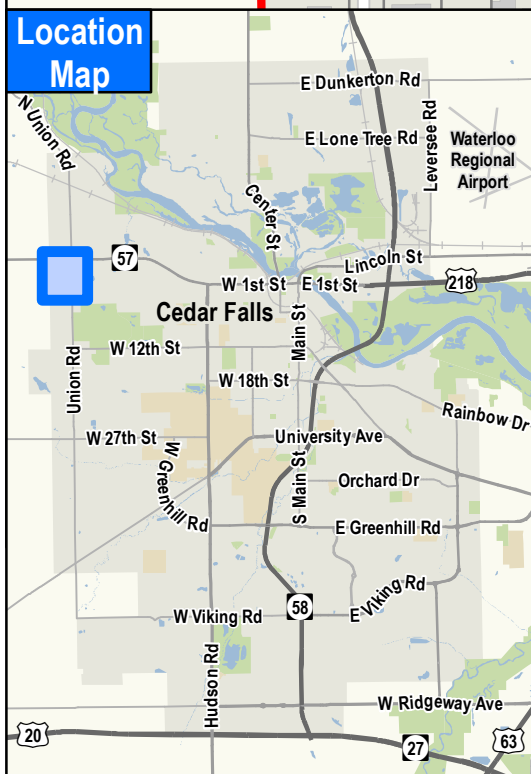 Location
Map
E Dunkerton Rd
N Union Rd
Leversee Rd
E Lone Tree Rd
Waterloo
Regional
Airport
Center St
57
Lincoln St
W 1st St
E 1st St
218
Cedar Falls
Main St
W 12th St
Union Rd
W 18th St
Rainbow Dr
W 27th St
University Ave
W Greenhill Rd
S Main St
Orchard Dr
E Greenhill Rd
E Viking Rd
58
W Viking Rd
Hudson Rd
W Ridgeway Ave
20
27
63